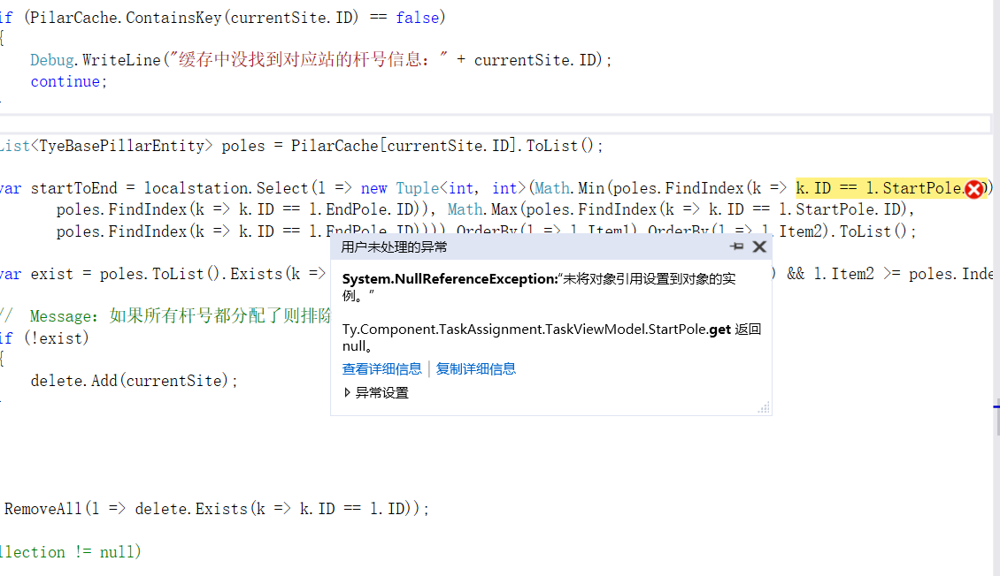 if (PilarCache.ContainsKey(currentSite.ID) == false)
{
Debug.WriteLine("缓存中没找到对应站的杆号信息：" + currentSite.ID);
continue;
List<TyeBasePillarEntity> poles = PilarCache[currentSite.ID].ToList();
var startToEnd = localstation.Select(l => new Tuple<int, int>(Math.Min(poles.FindIndex(k => k.ID == l.StartPole.
poles.FindIndex(k => k.ID == l.EndPole.ID)), Math.Max(poles.FindIndex(k => k.ID == l.StartPole.ID),
poles.FindIndex(k => k.ID == l.EndPole.ID)))).OrderBy(l => l.Item1).OrderBy(l => l.Item2).ToList();
var exist = poles.ToList().Exists(k => ) && l.Item2 >= poles.Inde
// Message：如果所有杆号都分配了则排除
if (!exist)
{
delete.Add(currentSite);
用户未处理的异常
System.NullReferenceException:“未将对象引用设置到对象的实
例。”
Ty.Component.TaskAssignment.TaskViewModel.StartPole.get 返回
null。
查看详细信息 | 复制详细信息
异常设置
RemoveAll(l => delete.Exists(k => k.ID == l.ID));
llection != null)